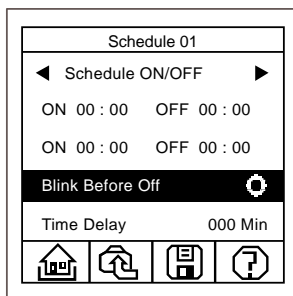 Schedule 01
Schedule ON/OFF
ON 00 : 00 OFF 00 : 00
ON 00 : 00 OFF 00 : 00
Blink Before Off
Time Delay 000 Min
?